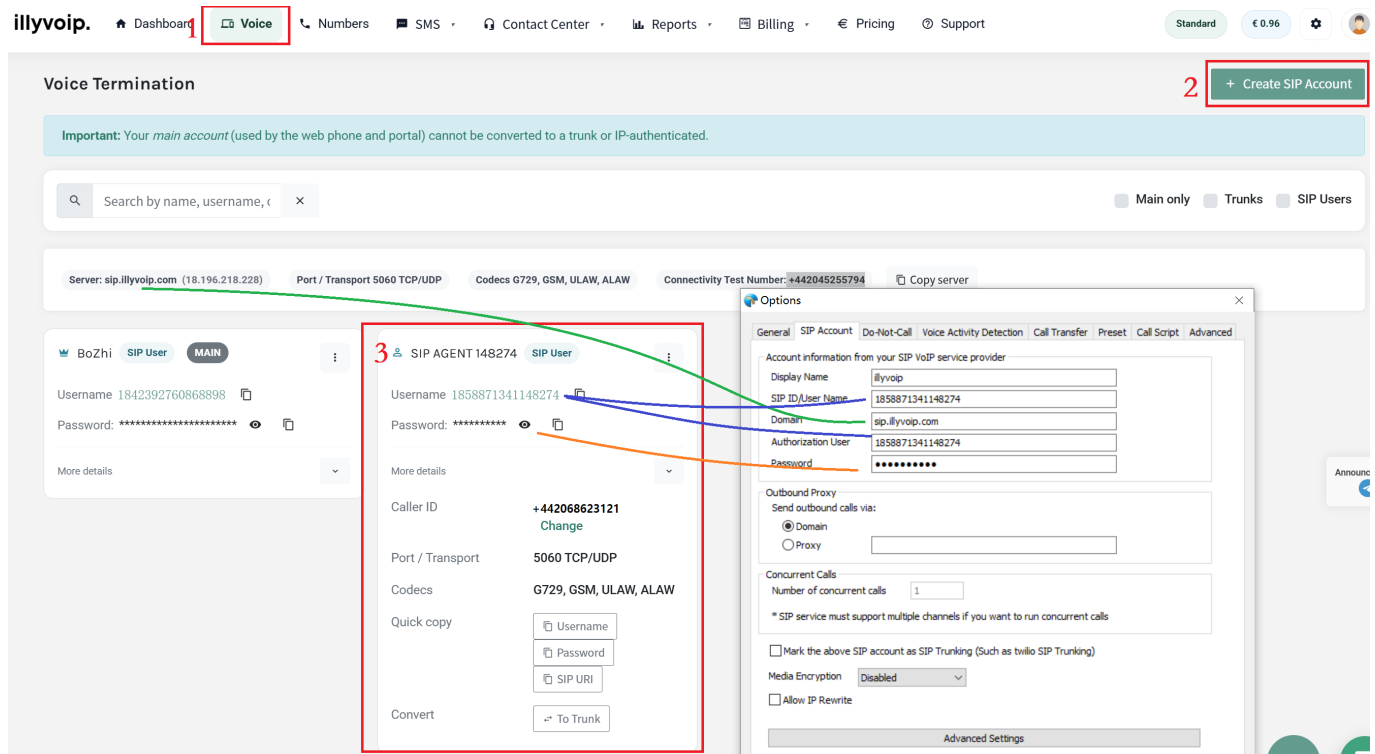 illyvoip.
Dashboard
1
Voice
Numbers
SMS
Contact Center
Reports
Billing
€ Pricing
Support
Standard
€ 0.96
Voice Termination
2
+ Create SIP Account
Important: Your main account (used by the web phone and portal) cannot be converted to a trunk or IP-authenticated.
Search by name, username, c
Main only
Trunks
SIP Users
Server: sip.illyvoip.com (18.196.218.228)
Port / Transport 5060 TCP/UDP
Codecs G729, GSM, ULAW, ALAW
Connectivity Test Number: +442045255794
Copy server
BoZhi
SIP User
MAIN
Username 1842392760868898
Password: **********************
More details
3
SIP AGENT 148274
SIP User
Username 1858871341148274
Password: **********
More details
Caller ID
+442068623121
Change
Port / Transport
5060 TCP/UDP
Codecs
G729, GSM, ULAW, ALAW
Quick copy
Username
Password
SIP URI
Convert
To Trunk
Options
General
SIP Account
Do-Not-Call
Voice Activity Detection
Call Transfer
Preset
Call Script
Advanced
Account information from your SIP VoIP service provider
Display Name
illyvoip
SIP ID/User Name
1858871341148274
Domain
sip.illyvoip.com
Authorization User
1858871341148274
Password
●●●●●●●●●●
Outbound Proxy
Send outbound calls via:
Domain
Proxy
Concurrent Calls
Number of concurrent calls
1
* SIP service must support multiple channels if you want to run concurrent calls
Mark the above SIP account as SIP Trunking (Such as twilio SIP Trunking)
Media Encryption
Disabled
Allow IP Rewrite
Advanced Settings
Announc